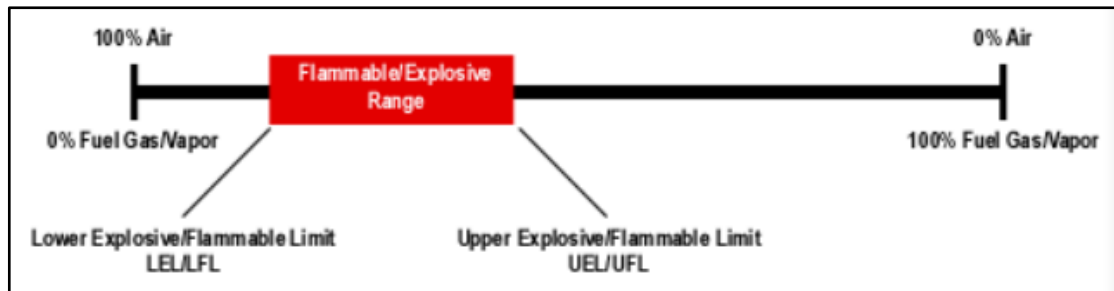 100% Air
0% Air
Flammable/Explosive
Range
0% Fuel Gas/Vapor
100% Fuel Gas/Vapor
Lower Explosive/Flammable Limit
LEL/LFL
Upper Explosive/Flammable Limit
UEL/UFL